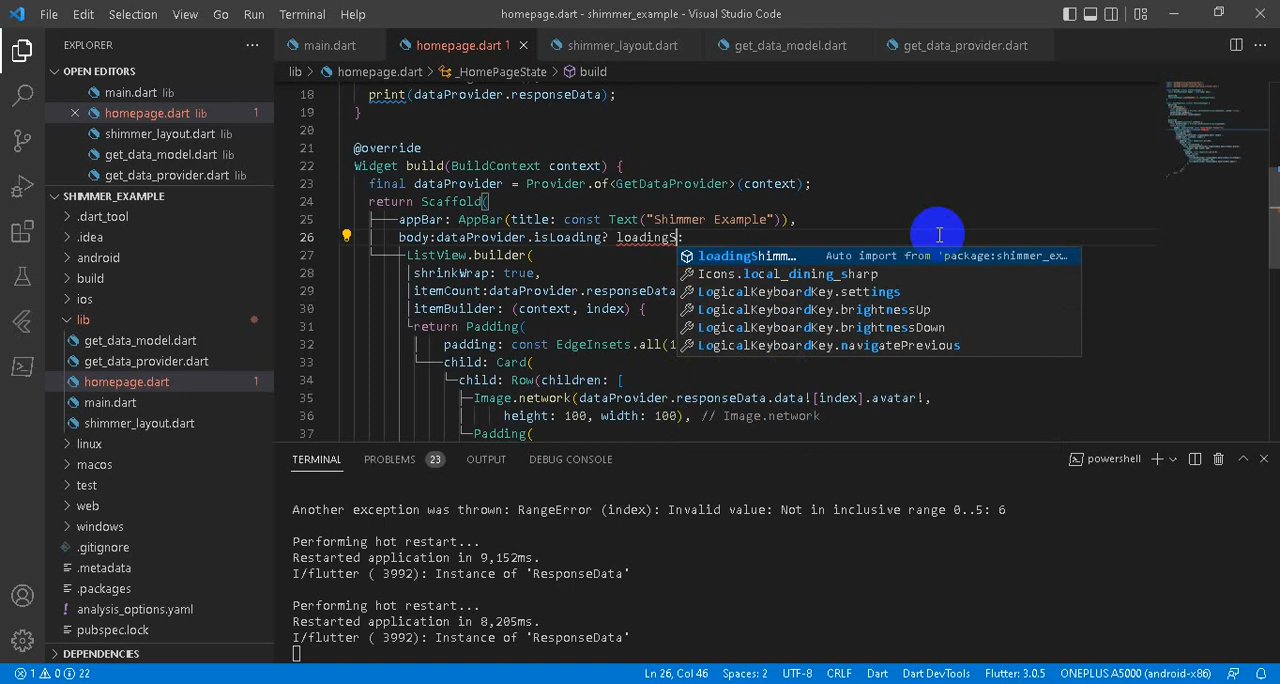 File Edit Selection View Go Run Terminal Help
homepage.dart - shimmer_example - Visual Studio Code
EXPLORER
OPEN EDITORS
main.dart lib
homepage.dart lib 1
shimmer_layout.dart lib
get_data_model.dart lib
get_data_provider.dart lib
SHIMMER_EXAMPLE
.dart_tool
.idea
android
build
ios
lib
get_data_model.dart
get_data_provider.dart
homepage.dart 1
main.dart
shimmer_layout.dart
linux
macos
test
web
windows
.gitignore
.metadata
.packages
analysis_options.yaml
pubspec.lock
DEPENDENCIES
main.dart homepage.dart 1 shimmer_layout.dart get_data_model.dart get_data_provider.dart
lib > homepage.dart > _HomePageState > build
18 print(dataProvider.responseData);
19 }
20
21 @override
22 Widget build(BuildContext context) {
23 final dataProvider = Provider.of<GetDataProvider>(context);
24 return Scaffold(
25 appBar: AppBar(title: const Text("Shimmer Example")),
26 body:dataProvider.isLoading? loadingS:
27 ListView.builder(
28 shrinkWrap: true,
29 itemCount:dataProvider.responseData
30 itemBuilder: (context, index) {
31 return Padding(
32 padding: const EdgeInsets.all(1
33 child: Card(
34 child: Row(children: [
35 Image.network(dataProvider.responseData.data![index].avatar!,
36 height: 100, width: 100), // Image.network
37 Padding(
loadingShimm… Auto import from 'package:shimmer_ex…
Icons.local_dining_sharp
LogicalKeyboardKey.settings
LogicalKeyboardKey.brightnessUp
LogicalKeyboardKey.brightnessDown
LogicalKeyboardKey.navigatePrevious
TERMINAL PROBLEMS 23 OUTPUT DEBUG CONSOLE
powershell
Another exception was thrown: RangeError (index): Invalid value: Not in inclusive range 0..5: 6
Performing hot restart...
Restarted application in 9,152ms.
I/flutter ( 3992): Instance of 'ResponseData'
Performing hot restart...
Restarted application in 8,205ms.
I/flutter ( 3992): Instance of 'ResponseData'
1 0 22
Ln 26, Col 46 Spaces: 2 UTF-8 CRLF Dart Dart DevTools Flutter: 3.0.5 ONEPLUS A5000 (android-x86)